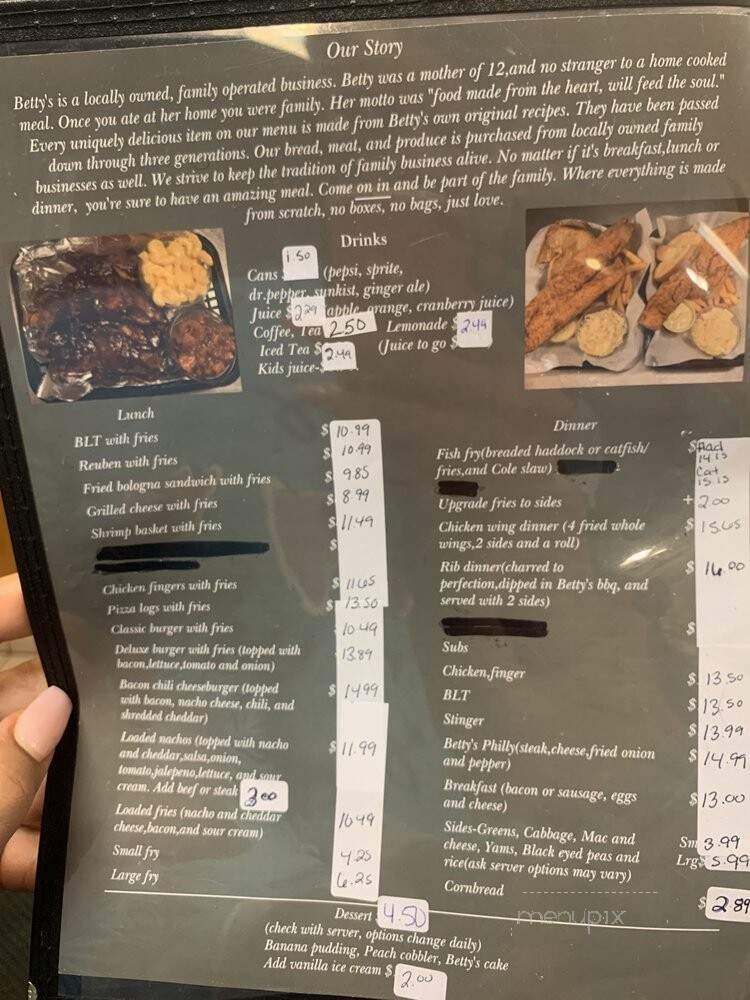 Our Story
Betty's is a locally owned, family operated business. Betty was a mother of 12,and no stranger to a home cooked
meal. Once you ate at her home you were family. Her motto was "food made from the heart, will feed the soul."
Every uniquely delicious item on our menu is made from Betty's own original recipes. They have been passed
down through three generations. Our bread, meat, and produce is purchased from locally owned family
businesses as well. We strive to keep the tradition of family business alive. No matter if it's breakfast,lunch or
dinner, you're sure to have an amazing meal. Come on in and be part of the family. Where everything is made
from scratch, no boxes, no bags, just love.
Drinks
Cans 1.50 (pepsi, sprite,
dr.pepper, sunkist, ginger ale)
Juice $2.29 apple, orange, cranberry juice)
Coffee, Tea 2.50 Lemonade $2.49
Iced Tea $2.49 (Juice to go $
Kids juice-$
Lunch
BLT with fries $ 10.99
Reuben with fries $ 10.99
Fried bologna sandwich with fries $ 9.85
Grilled cheese with fries $ 8.99
Shrimp basket with fries $ 11.49
$
Chicken fingers with fries $ 11.65
Pizza logs with fries $ 13.50
Classic burger with fries 10.49
Deluxe burger with fries (topped with 13.89
bacon,lettuce,tomato and onion)
Bacon chili cheeseburger (topped $ 14.99
with bacon, nacho cheese, chili, and
shredded cheddar)
Loaded nachos (topped with nacho $ 11.99
and cheddar,salsa,onion,
tomato,jalepeno,lettuce, and sour
cream. Add beef or steak 3.00
Loaded fries (nacho and cheddar 10.49
cheese,bacon,and sour cream)
Small fry 4.25
Large fry 6.25
Dinner
Fish fry(breaded haddock or catfish/ $Had 14.15
fries,and Cole slaw) Cat 15.15
Upgrade fries to sides + 2.00
Chicken wing dinner (4 fried whole $ 15.65
wings,2 sides and a roll)
Rib dinner(charred to $ 16.00
perfection,dipped in Betty's bbq, and
served with 2 sides)
$
Subs
Chicken,finger $ 13.50
BLT $ 13.50
Stinger $ 13.99
Betty's Philly(steak,cheese,fried onion $ 14.99
and pepper)
Breakfast (bacon or sausage, eggs $ 13.00
and cheese)
Sides-Greens, Cabbage, Mac and Sm 3.99
cheese, Yams, Black eyed peas and Lrg$ 5.99
rice(ask server options may vary)
Cornbread $ 2.89
menupix
Dessert 4.50
(check with server, options change daily)
Banana pudding, Peach cobbler, Betty's cake
Add vanilla ice cream $ 2.00